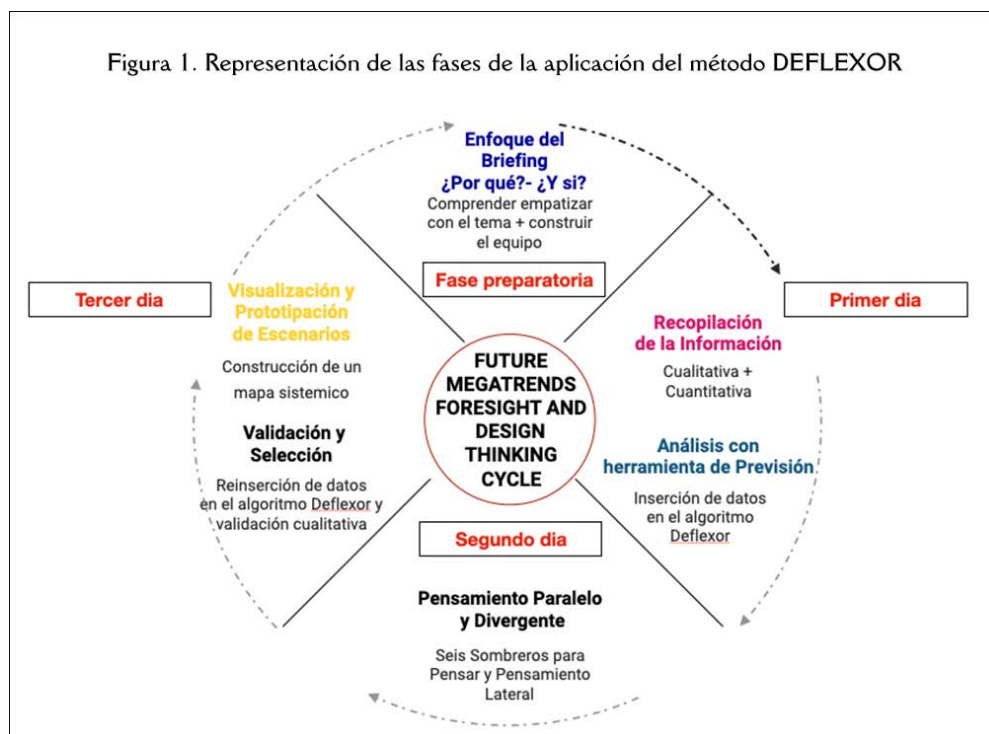 Figura 1. Representación de las fases de la aplicación del método DEFLEXOR
Enfoque del
Briefing
¿Por qué?- ¿Y si?
Comprender empatizar
con el tema + construir
el equipo
Fase preparatoria
Primer dia
Recopilación
de la Información
Cualitativa +
Cuantitativa
Análisis con
herramienta de Previsión
Inserción de datos
en el algoritmo
Deflexor
Segundo dia
Pensamiento Paralelo
y Divergente
Seis Sombreros para
Pensar y Pensamiento
Lateral
Tercer dia
Visualización y
Prototipación
de Escenarios
Construcción de un
mapa sistemico
Validación y
Selección
Reinserción de datos
en el algoritmo Deflexor y
validación cualitativa
FUTURE
MEGATRENDS
FORESIGHT AND
DESIGN
THINKING
CYCLE